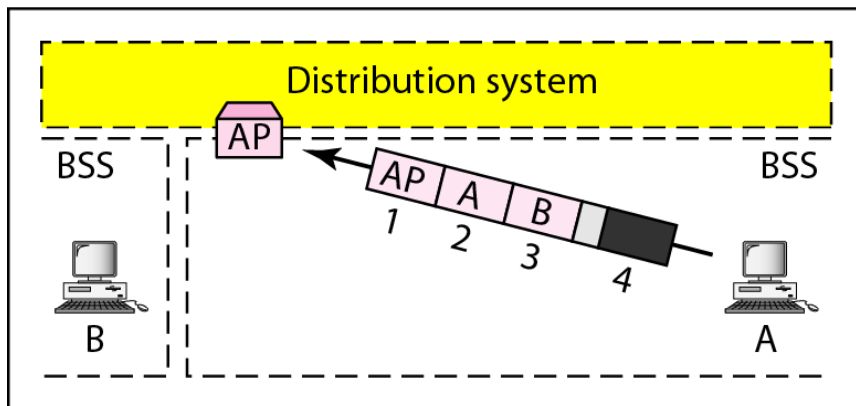 Distribution system
AP
BSS
BSS
AP A B
1 2 3 4
B
A